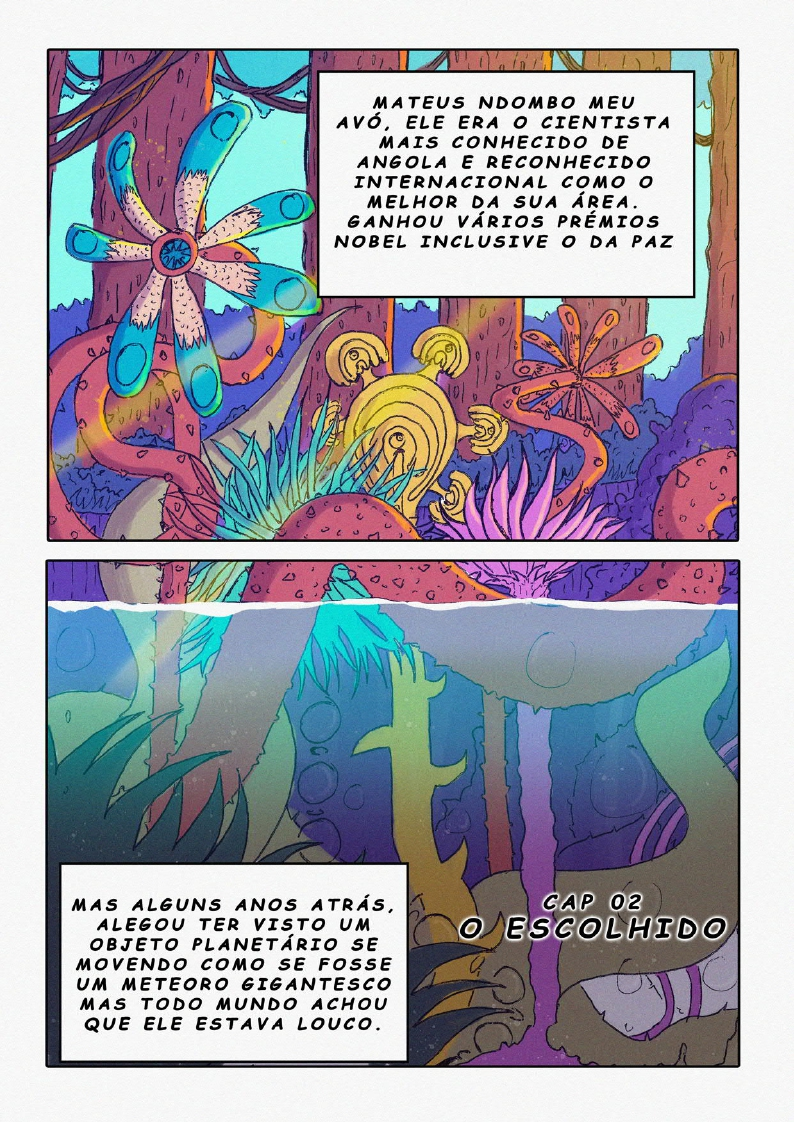 MATEUS NDOMBO MEU
AVÓ, ELE ERA O CIENTISTA
MAIS CONHECIDO DE
ANGOLA E RECONHECIDO
INTERNACIONAL COMO O
MELHOR DA SUA ÁREA.
GANHOU VÁRIOS PRÉMIOS
NOBEL INCLUSIVE O DA PAZ
MAS ALGUNS ANOS ATRÁS,
ALEGOU TER VISTO UM
OBJETO PLANETÁRIO SE
MOVENDO COMO SE FOSSE
UM METEORO GIGANTESCO
MAS TODO MUNDO ACHOU
QUE ELE ESTAVA LOUCO.
CAP 02
O ESCOLHIDO